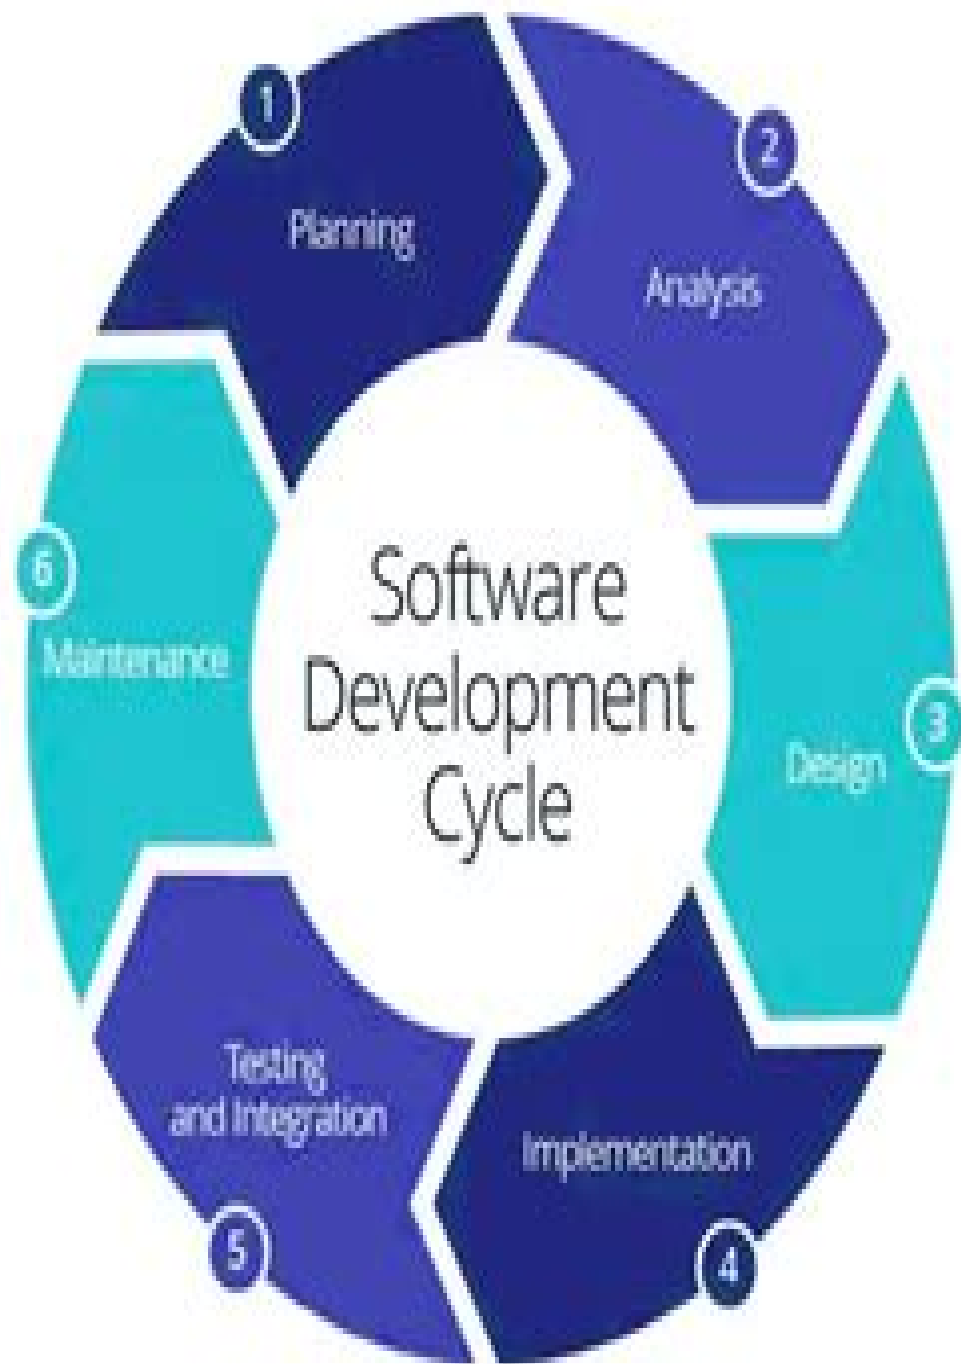 Software
Development
Cycle
1
Planning
2
Analysis
3
Design
4
Implementation
5
Testing
and Integration
6
Maintenance